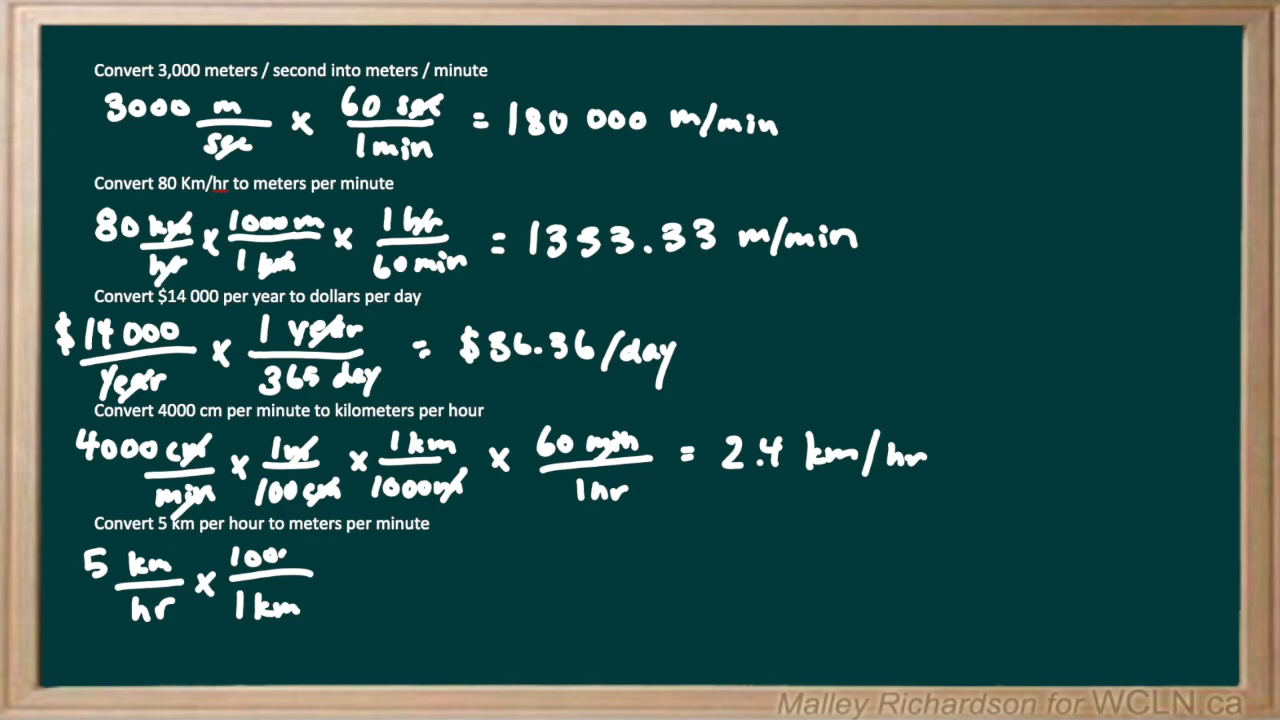 Convert 3,000 meters / second into meters / minute
3000 m/sec × 60 sec/1 min = 180 000 m/min
Convert 80 Km/hr to meters per minute
80 km/hr × 1000 m/1 km × 1 hr/60 min = 1333.33 m/min
Convert $14 000 per year to dollars per day
$14 000/year × 1 year/365 day = $36.36/day
Convert 4000 cm per minute to kilometers per hour
4000 cm/min × 1 m/100 cm × 1 km/1000 m × 60 min/1 hr = 2.4 km/hr
Convert 5 km per hour to meters per minute
5 km/hr × 100/1 km
Malley Richardson for WCLN.ca